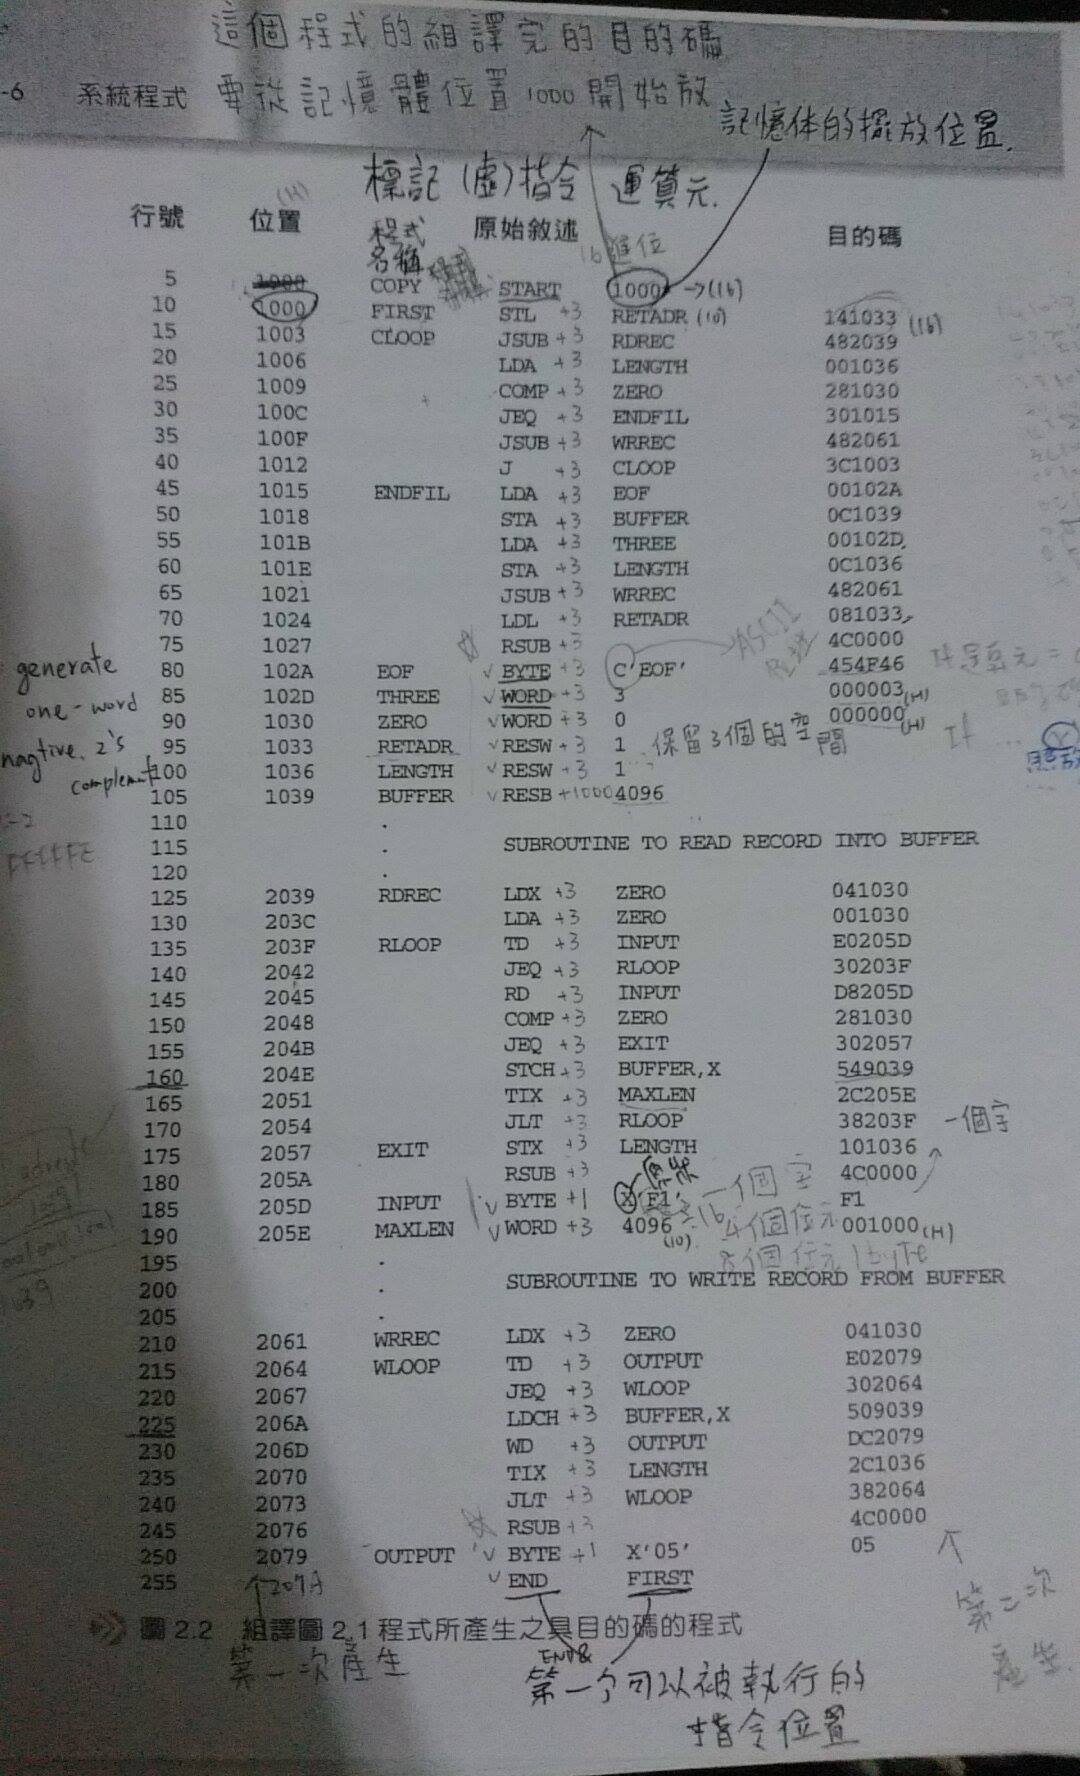 這個程式的組譯完的目的碼
-6 系統程式 要從記憶體位置1000開始放
記憶体的擺放位置.
標記 (虛)指令 運算元.
(H)
行號 位置 程式名稱 原始敘述 16進位 目的碼
5 1000 COPY START 1000 →(16)
10 1000 FIRST STL +3 RETADR (10) 141033 (16)
15 1003 CLOOP JSUB +3 RDREC 482039
20 1006 LDA +3 LENGTH 001036
25 1009 COMP +3 ZERO 281030
30 100C JEQ +3 ENDFIL 301015
35 100F JSUB +3 WRREC 482061
40 1012 J +3 CLOOP 3C1003
45 1015 ENDFIL LDA +3 EOF 00102A
50 1018 STA +3 BUFFER 0C1039
55 101B LDA +3 THREE 00102D
60 101E STA +3 LENGTH 0C1036
65 1021 JSUB +3 WRREC 482061
70 1024 LDL +3 RETADR 081033
75 1027 RSUB +3 4C0000
ASCII
80 102A EOF ✓ BYTE +3 C'EOF' 454F46
85 102D THREE ✓ WORD +3 3 000003 (H)
90 1030 ZERO ✓ WORD +3 0 000000 (H)
95 1033 RETADR ✓ RESW +3 1 保留3個的空間
100 1036 LENGTH ✓ RESW +3 1
105 1039 BUFFER ✓ RESB +1000 4096
generate
one-word
nagtive. 2's
complement
110 .
115 . SUBROUTINE TO READ RECORD INTO BUFFER
120 .
125 2039 RDREC LDX +3 ZERO 041030
130 203C LDA +3 ZERO 001030
135 203F RLOOP TD +3 INPUT E0205D
140 2042 JEQ +3 RLOOP 30203F
145 2045 RD +3 INPUT D8205D
150 2048 COMP +3 ZERO 281030
155 204B JEQ +3 EXIT 302057
160 204E STCH +3 BUFFER,X 549039
165 2051 TIX +3 MAXLEN 2C205E
170 2054 JLT +3 RLOOP 38203F 一個字
175 2057 EXIT STX +3 LENGTH 101036
180 205A RSUB +3 4C0000
185 205D INPUT ✓ BYTE +1 X'F1' 一個字 F1
190 205E MAXLEN ✓ WORD +3 4096 (10). 4個位元 001000 (H)
8個位元 1byte
195 .
200 . SUBROUTINE TO WRITE RECORD FROM BUFFER
205 .
210 2061 WRREC LDX +3 ZERO 041030
215 2064 WLOOP TD +3 OUTPUT E02079
220 2067 JEQ +3 WLOOP 302064
225 206A LDCH +3 BUFFER,X 509039
230 206D WD +3 OUTPUT DC2079
235 2070 TIX +3 LENGTH 2C1036
240 2073 JLT +3 WLOOP 382064
245 2076 RSUB +3 4C0000
250 2079 OUTPUT ✓ BYTE +1 X'05' 05
255 207A ✓ END FIRST
第二次產生
圖 2.2 組譯圖 2.1 程式所產生之具目的碼的程式
第一次產生
第一個可以被執行的
指令位置